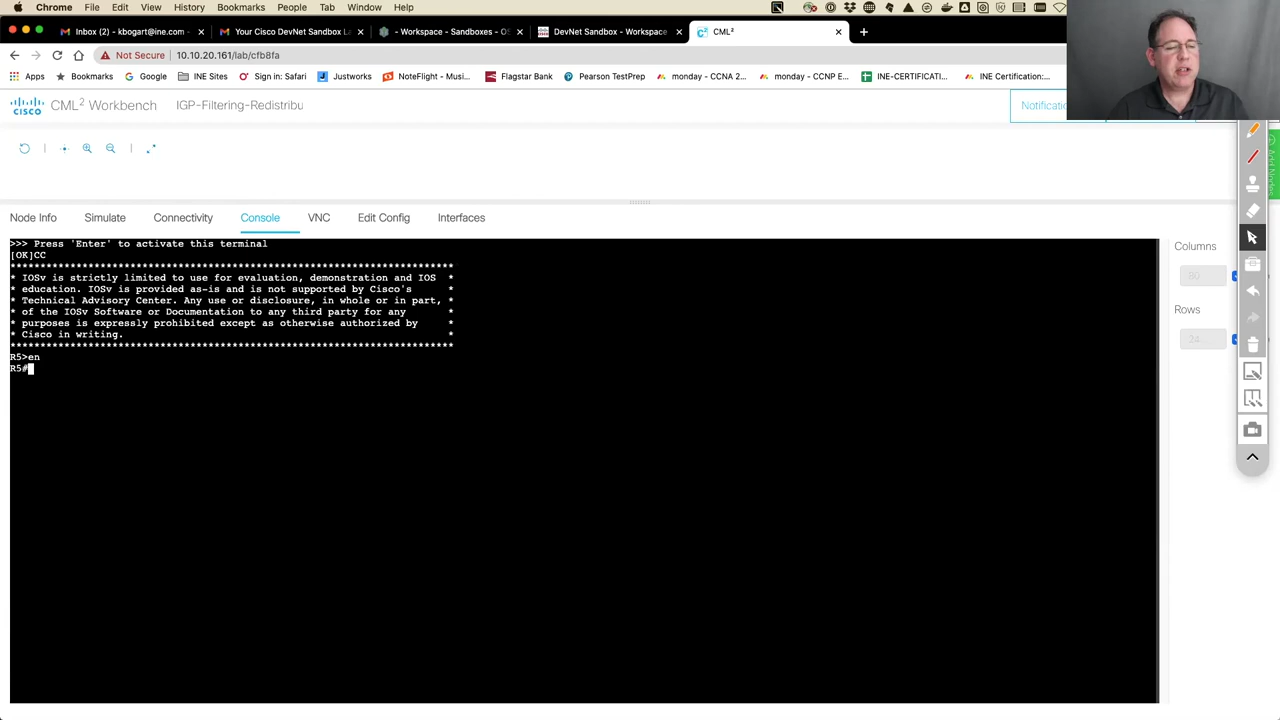 Chrome File Edit View History Bookmarks People Tab Window Help
Inbox (2) - kbogart@ine.com -
Your Cisco DevNet Sandbox La
- Workspace - Sandboxes - OS
DevNet Sandbox - Workspace
CML²
Not Secure 10.10.20.161/lab/cfb8fa
Apps Bookmarks Google INE Sites Sign in: Safari Justworks NoteFlight - Musi... Flagstar Bank Pearson TestPrep monday - CCNA 2... monday - CCNP E... INE-CERTIFICATI... INE Certification:...
CISCO CML² Workbench IGP-Filtering-Redistribu
Notificatio
Add Nodes
Node Info Simulate Connectivity Console VNC Edit Config Interfaces
>>> Press 'Enter' to activate this terminal
[OK]CC
**************************************************************************
* IOSv is strictly limited to use for evaluation, demonstration and IOS  *
* education. IOSv is provided as-is and is not supported by Cisco's      *
* Technical Advisory Center. Any use or disclosure, in whole or in part, *
* of the IOSv Software or Documentation to any third party for any       *
* purposes is expressly prohibited except as otherwise authorized by     *
* Cisco in writing.                                                      *
**************************************************************************
R5>en
R5#
Columns
80
Rows
24